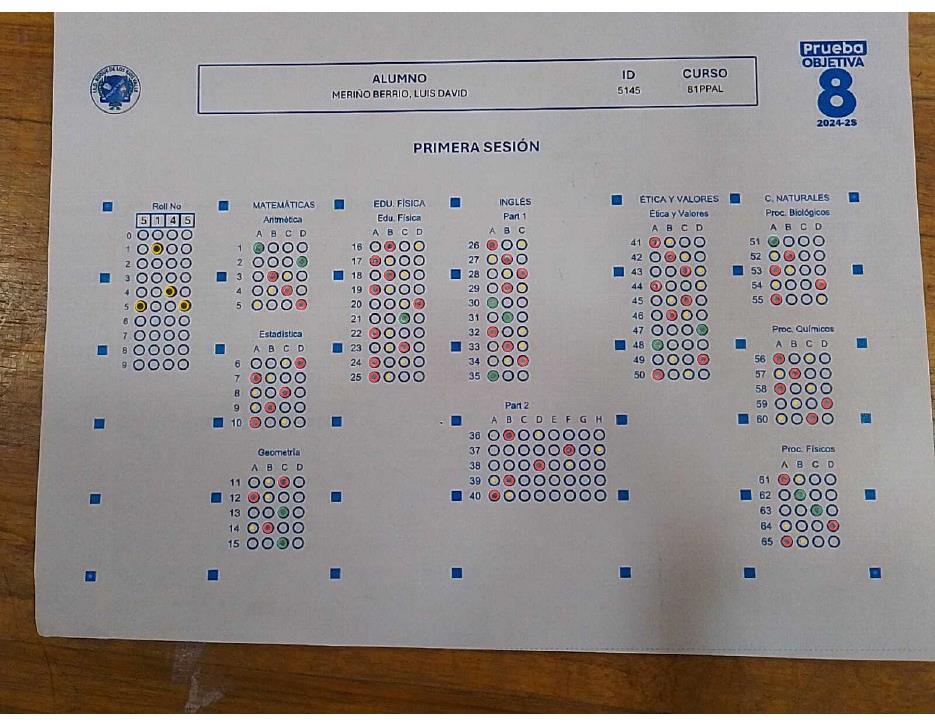 Prueba
OBJETIVA
8
2024-25
ALUMNO ID CURSO
MERIÑO BERRIO, LUIS DAVID 5145 81PPAL
PRIMERA SESIÓN
Roll No
5 1 4 5
0
1
2
3
4
5
6
7
8
9
MATEMÁTICAS
Aritmética
A B C D
1
2
3
4
5
Estadística
A B C D
6
7
8
9
10
Geometría
A B C D
11
12
13
14
15
EDU. FÍSICA
Edu. Física
A B C D
16
17
18
19
20
21
22
23
24
25
INGLÉS
Part 1
A B C
26
27
28
29
30
31
32
33
34
35
Part 2
A B C D E F G H
36
37
38
39
40
ÉTICA Y VALORES
Ética y Valores
A B C D
41
42
43
44
45
46
47
48
49
50
C. NATURALES
Proc. Biológicos
A B C D
51
52
53
54
55
Proc. Químicos
A B C D
56
57
58
59
60
Proc. Físicos
A B C D
61
62
63
64
65